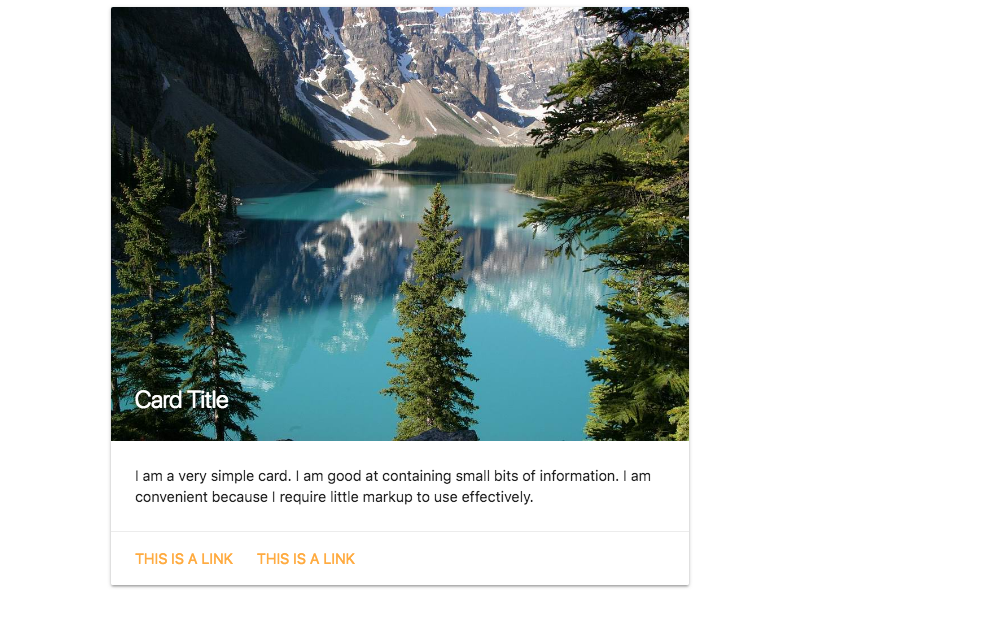 Card Title
I am a very simple card. I am good at containing small bits of information. I am
convenient because I require little markup to use effectively.
THIS IS A LINK THIS IS A LINK